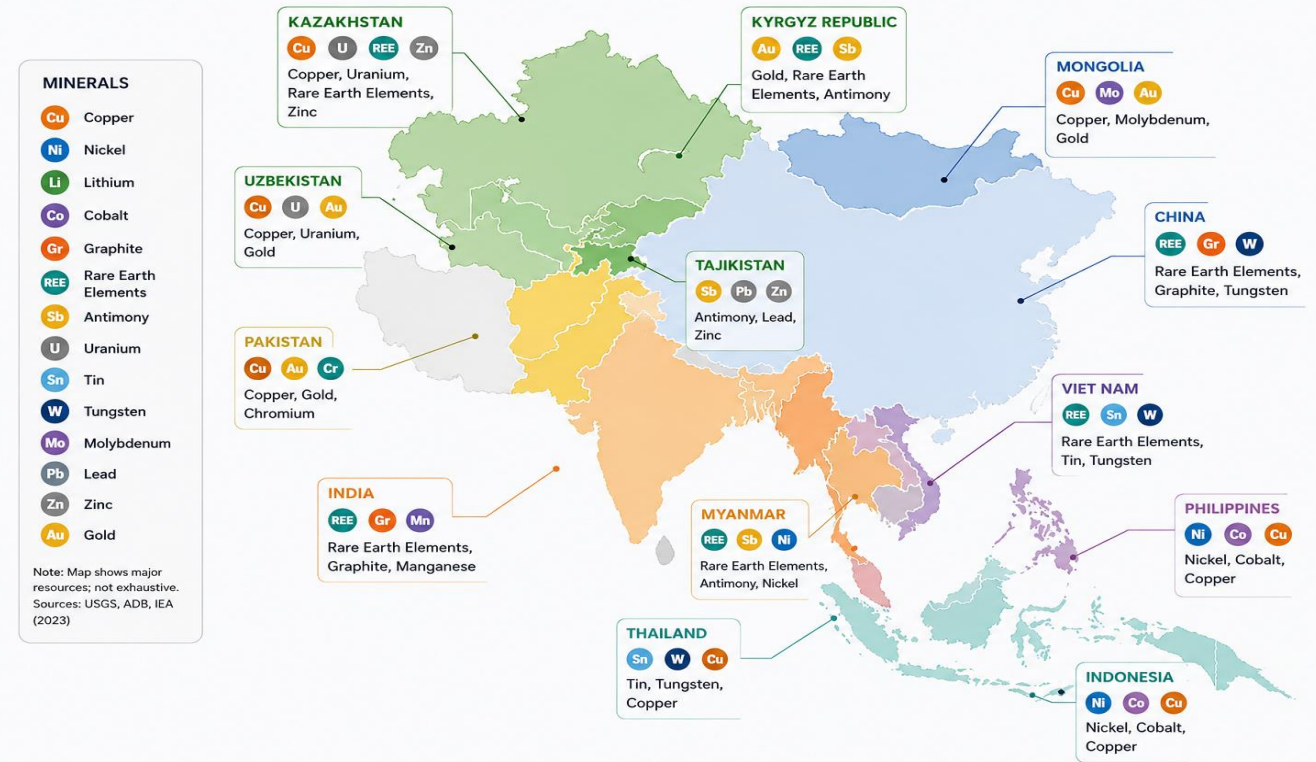 MINERALS
Cu Copper
Ni Nickel
Li Lithium
Co Cobalt
Gr Graphite
REE Rare Earth
Elements
Sb Antimony
U Uranium
Sn Tin
W Tungsten
Mo Molybdenum
Pb Lead
Zn Zinc
Au Gold
Note: Map shows major
resources; not exhaustive.
Sources: USGS, ADB, IEA
(2023)
KAZAKHSTAN
Cu U REE Zn
Copper, Uranium,
Rare Earth Elements,
Zinc
KYRGYZ REPUBLIC
Au REE Sb
Gold, Rare Earth
Elements, Antimony
MONGOLIA
Cu Mo Au
Copper, Molybdenum,
Gold
UZBEKISTAN
Cu U Au
Copper, Uranium,
Gold
CHINA
REE Gr W
Rare Earth Elements,
Graphite, Tungsten
TAJIKISTAN
Sb Pb Zn
Antimony, Lead,
Zinc
PAKISTAN
Cu Au Cr
Copper, Gold,
Chromium
VIET NAM
REE Sn W
Rare Earth Elements,
Tin, Tungsten
INDIA
REE Gr Mn
Rare Earth Elements,
Graphite, Manganese
MYANMAR
REE Sb Ni
Rare Earth Elements,
Antimony, Nickel
PHILIPPINES
Ni Co Cu
Nickel, Cobalt,
Copper
THAILAND
Sn W Cu
Tin, Tungsten,
Copper
INDONESIA
Ni Co Cu
Nickel, Cobalt,
Copper